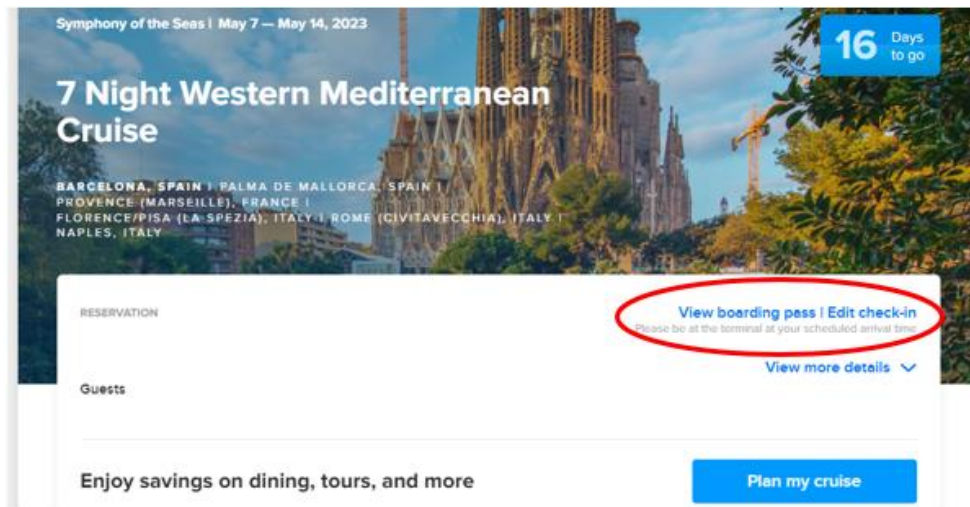 Symphony of the Seas | May 7 — May 14, 2023
16 Days to go
7 Night Western Mediterranean
Cruise
BARCELONA, SPAIN | PALMA DE MALLORCA, SPAIN |
PROVENCE (MARSEILLE), FRANCE |
FLORENCE/PISA (LA SPEZIA), ITALY | ROME (CIVITAVECCHIA), ITALY |
NAPLES, ITALY
RESERVATION
View boarding pass | Edit check-in
Please be at the terminal at your scheduled arrival time
View more details
Guests
Enjoy savings on dining, tours, and more
Plan my cruise